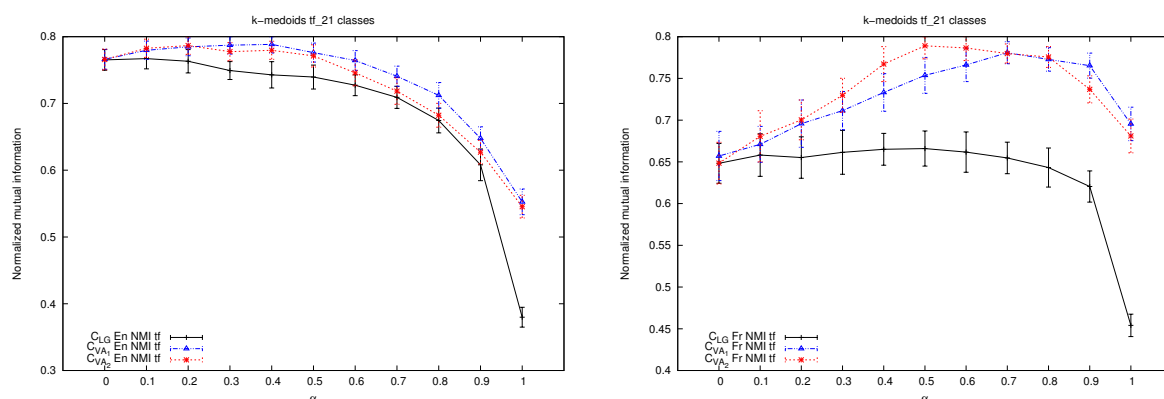 k-medoids tf_21 classes
Normalized mutual information
0.8
0.7
0.6
0.5
0.4
0.3
C_LG En NMI tf
C_VA1 En NMI tf
C_VA2 En NMI tf
0 0.1 0.2 0.3 0.4 0.5 0.6 0.7 0.8 0.9 1
k-medoids tf_21 classes
Normalized mutual information
0.8
0.75
0.7
0.65
0.6
0.55
0.5
0.45
0.4
C_LG Fr NMI tf
C_VA1 Fr NMI tf
C_VA2 Fr NMI tf
0 0.1 0.2 0.3 0.4 0.5 0.6 0.7 0.8 0.9 1